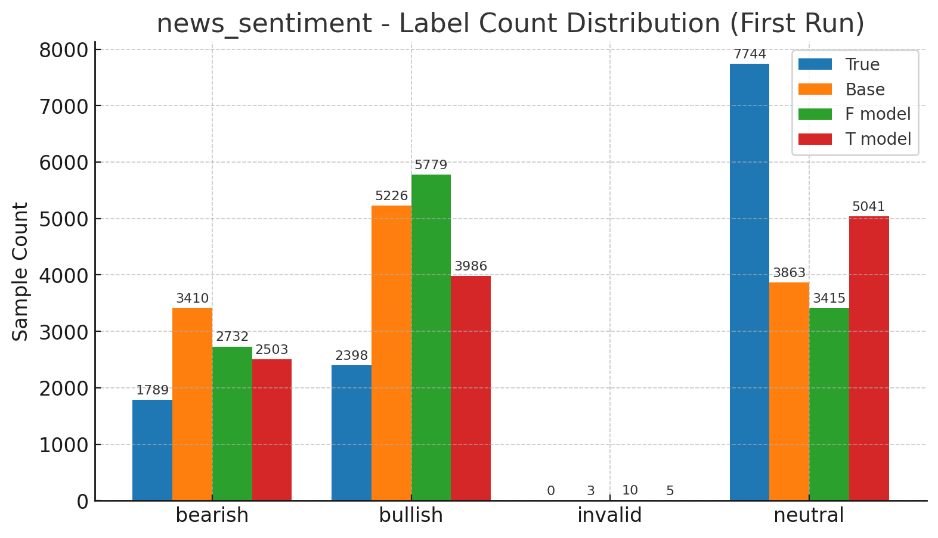 news_sentiment - Label Count Distribution (First Run)
Sample Count
8000
7000
6000
5000
4000
3000
2000
1000
0
True
Base
F model
T model
1789
3410
2732
2503
2398
5226
5779
3986
0
3
10
5
7744
3863
3415
5041
bearish
bullish
invalid
neutral